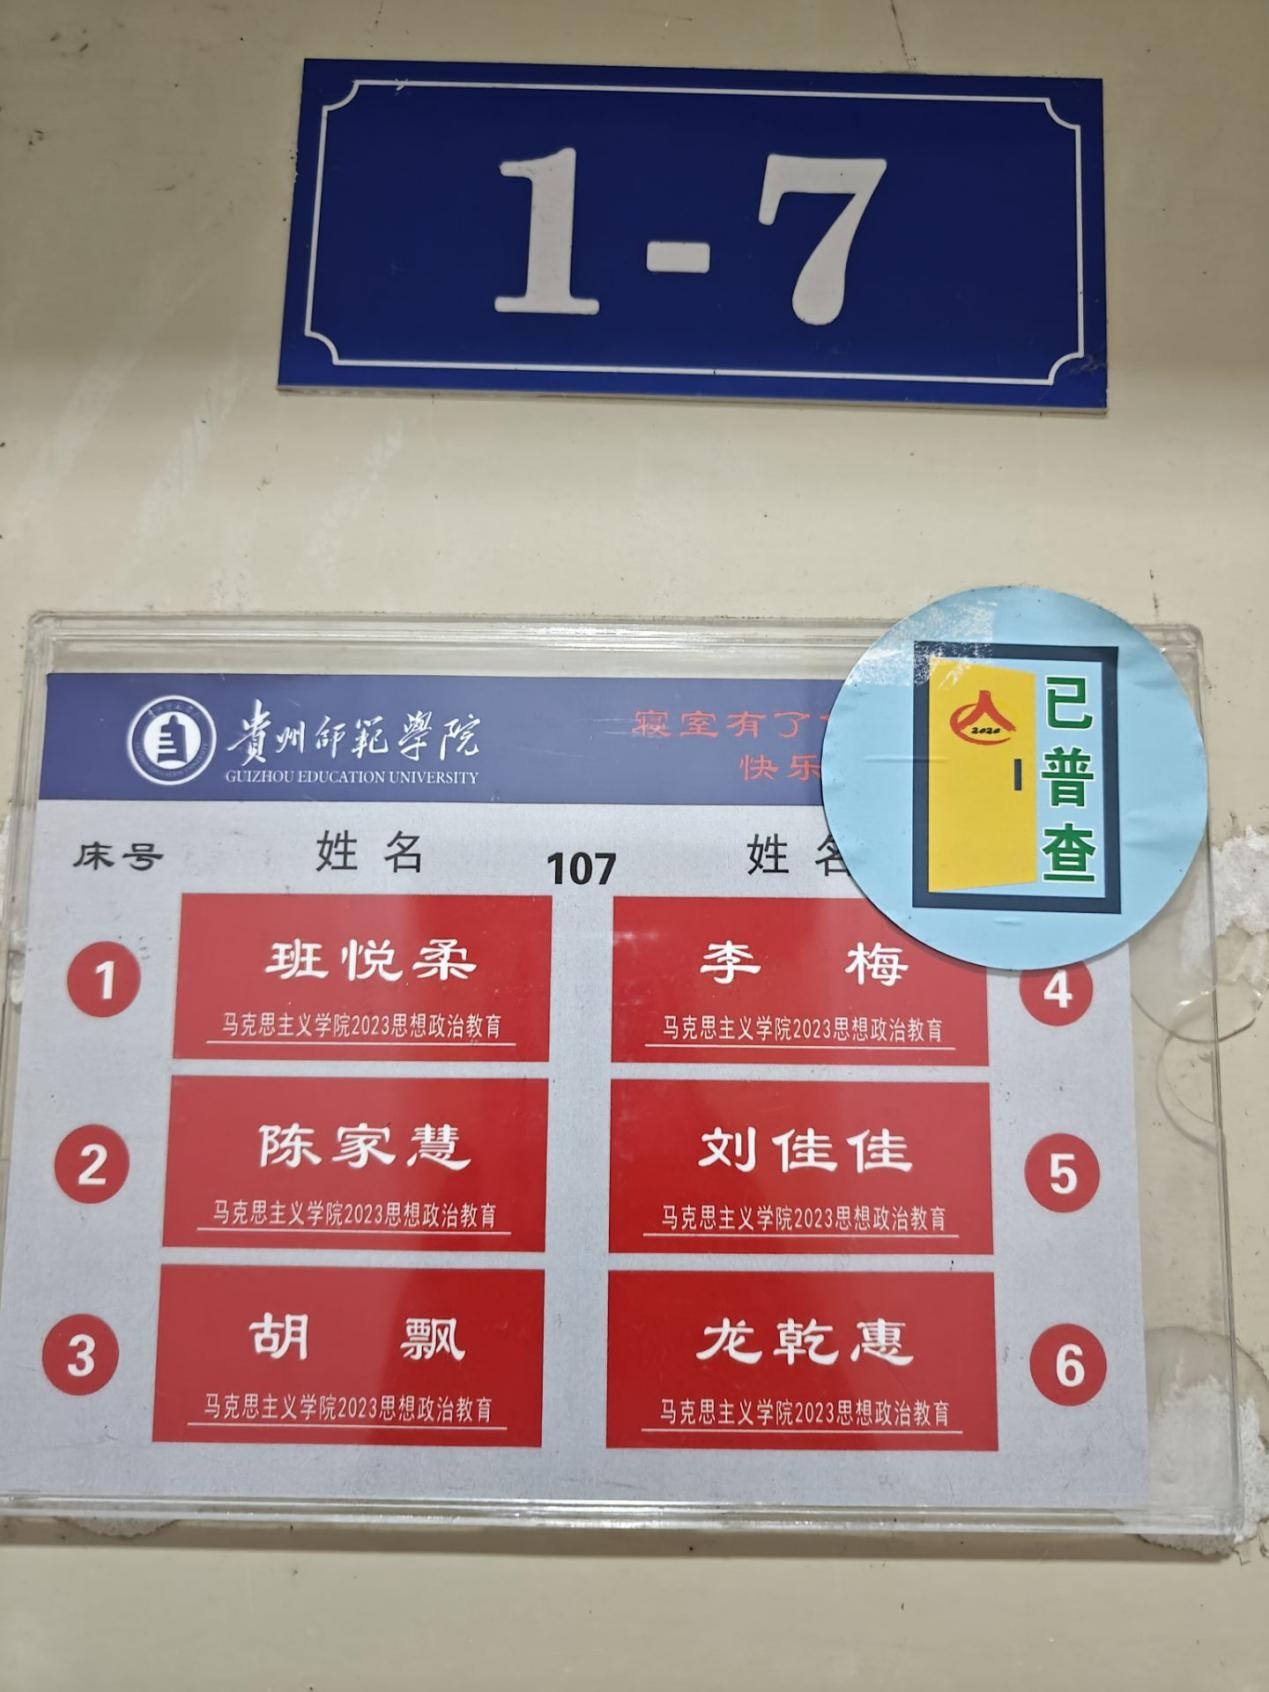 1-7
貴州師範學院
GUIZHOU EDUCATION UNIVERSITY
寝室有了
快乐
2020
已普查
床号 姓名 107 姓名
1 班悦柔 李梅 4
马克思主义学院2023思想政治教育 马克思主义学院2023思想政治教育
2 陈家慧 刘佳佳 5
马克思主义学院2023思想政治教育 马克思主义学院2023思想政治教育
3 胡飘 龙乾惠 6
马克思主义学院2023思想政治教育 马克思主义学院2023思想政治教育